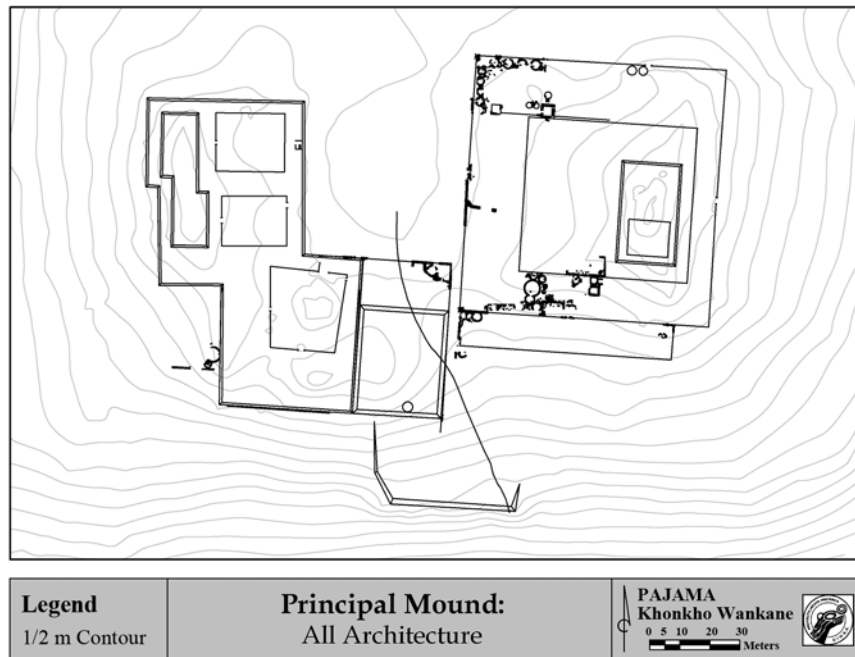 Legend
1/2 m Contour
Principal Mound:
All Architecture
PAJAMA
Khonkho Wankane
0 5 10 20 30
Meters